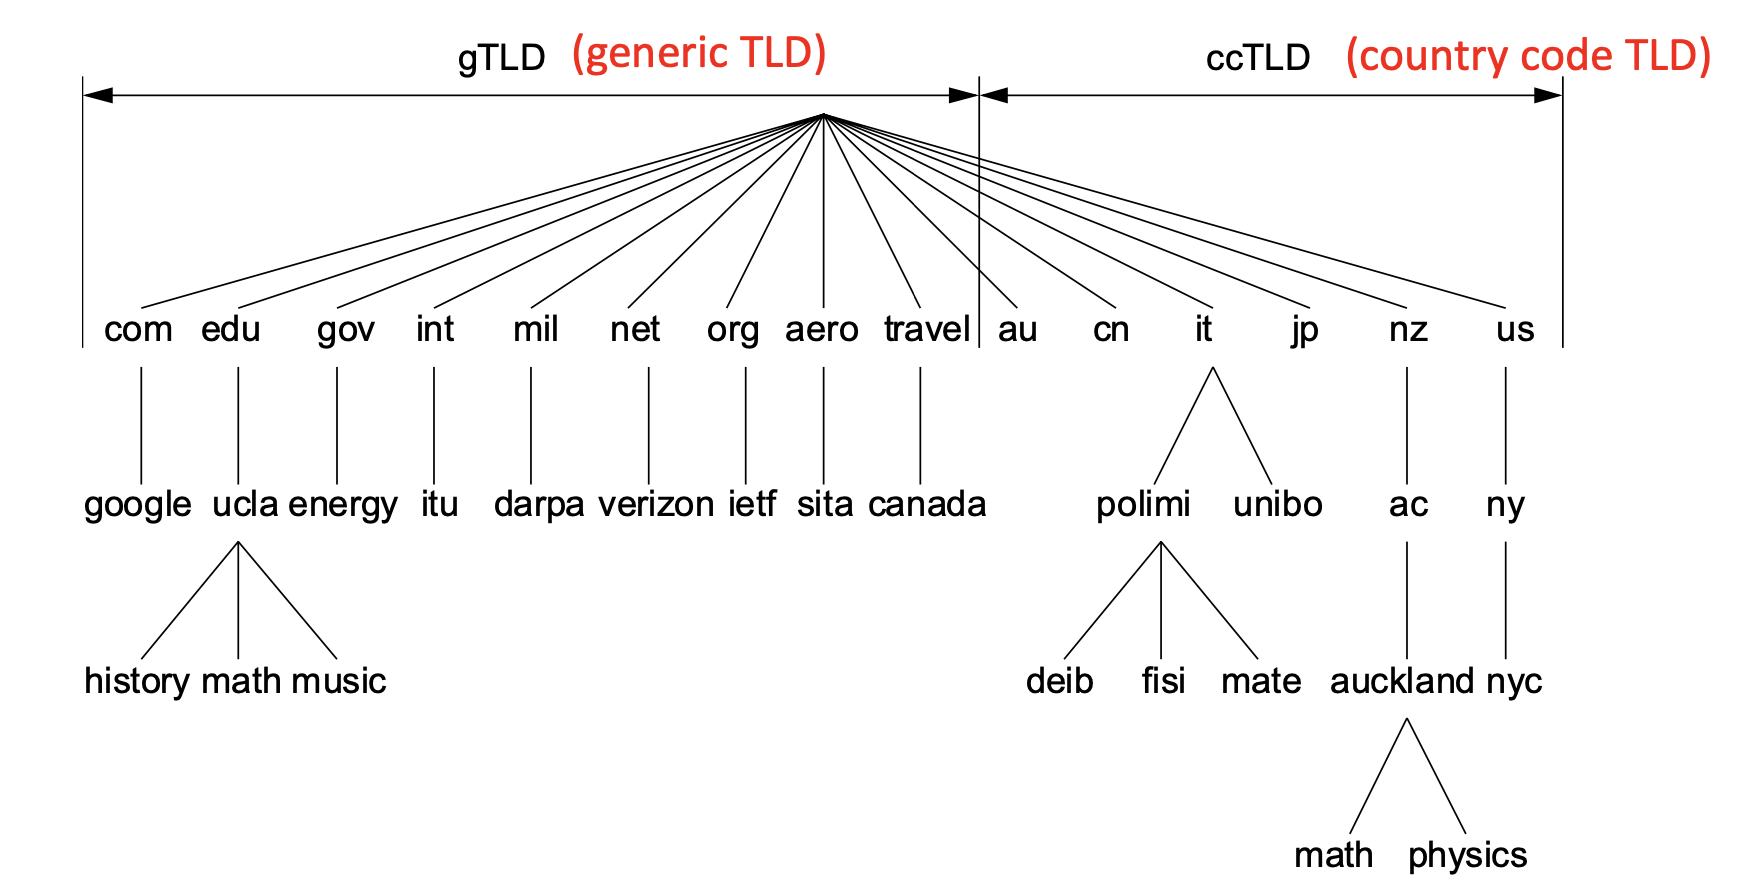 gTLD (generic TLD) ccTLD (country code TLD)
com edu gov int mil net org aero travel au cn it jp nz us
google ucla energy itu darpa verizon ietf sita canada polimi unibo ac ny
history math music deib fisi mate auckland nyc
math physics